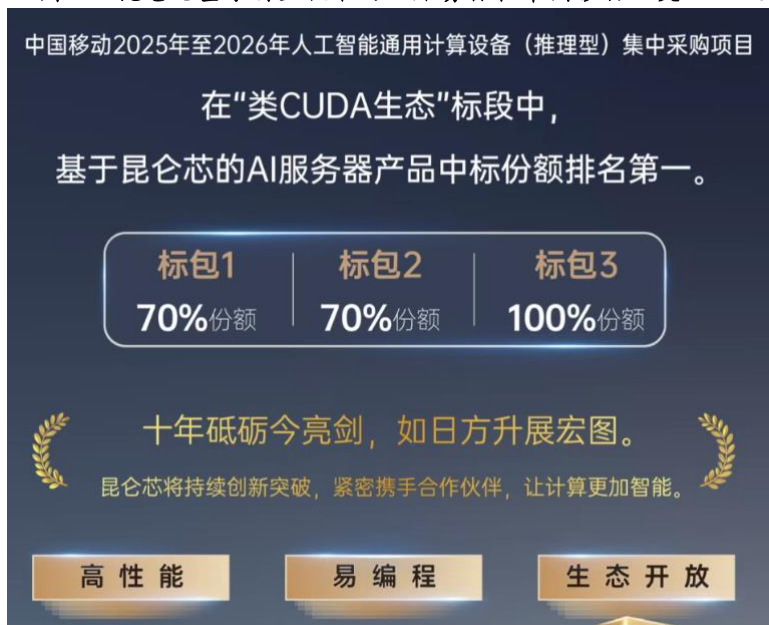 中国移动2025年至2026年人工智能通用计算设备（推理型）集中采购项目
在“类CUDA生态”标段中，
基于昆仑芯的AI服务器产品中标份额排名第一。
标包1 标包2 标包3
70%份额 70%份额 100%份额
十年砥砺今亮剑，如日方升展宏图。
昆仑芯将持续创新突破，紧密携手合作伙伴，让计算更加智能。
高性能 易编程 生态开放